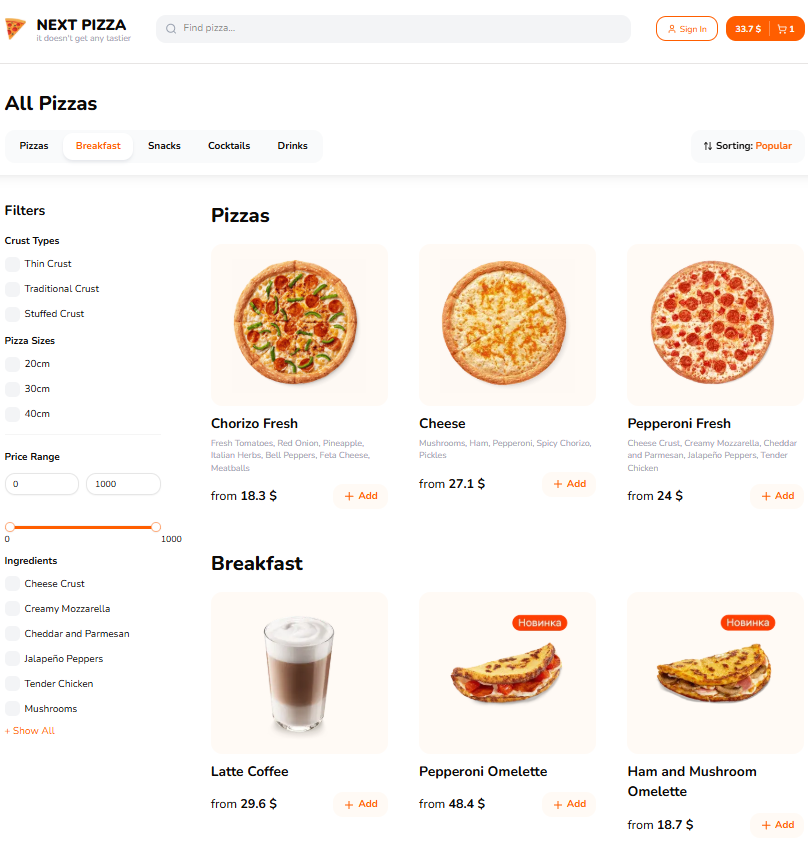 NEXT PIZZA
it doesn't get any tastier
Find pizza...
Sign In
33.7 $
1
All Pizzas
Pizzas
Breakfast
Snacks
Cocktails
Drinks
Sorting: Popular
Filters
Crust Types
Thin Crust
Traditional Crust
Stuffed Crust
Pizza Sizes
20cm
30cm
40cm
Price Range
0
1000
0
1000
Ingredients
Cheese Crust
Creamy Mozzarella
Cheddar and Parmesan
Jalapeño Peppers
Tender Chicken
Mushrooms
+ Show All
Pizzas
Chorizo Fresh
Fresh Tomatoes, Red Onion, Pineapple,
Italian Herbs, Bell Peppers, Feta Cheese,
Meatballs
from 18.3 $
+ Add
Cheese
Mushrooms, Ham, Pepperoni, Spicy Chorizo,
Pickles
from 27.1 $
+ Add
Pepperoni Fresh
Cheese Crust, Creamy Mozzarella, Cheddar
and Parmesan, Jalapeño Peppers, Tender
Chicken
from 24 $
+ Add
Breakfast
Latte Coffee
from 29.6 $
+ Add
Новинка
Pepperoni Omelette
from 48.4 $
+ Add
Новинка
Ham and Mushroom
Omelette
from 18.7 $
+ Add